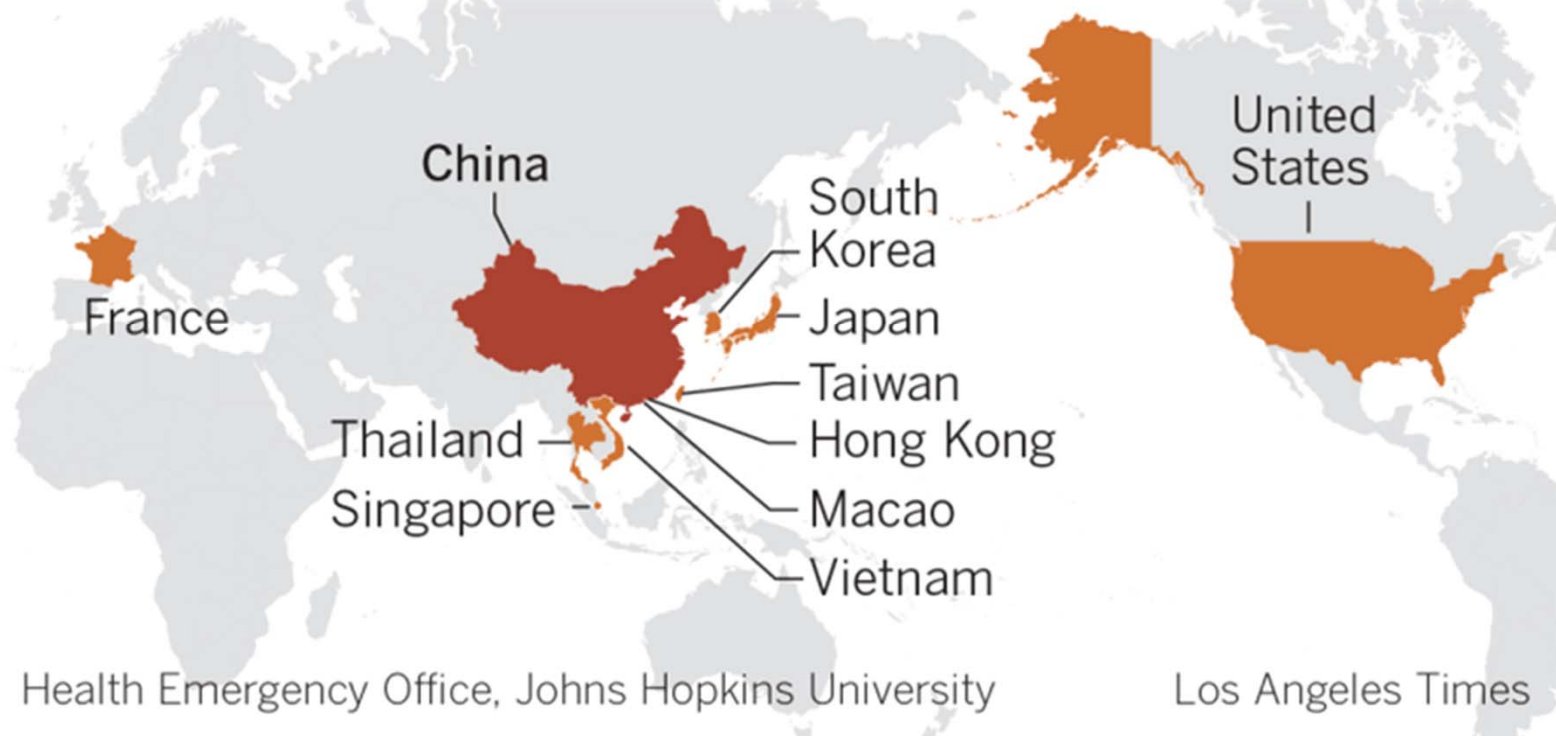 United
States
China
South
Korea
France
Japan
Taiwan
Thailand
Hong Kong
Singapore
Macao
Vietnam
Health Emergency Office, Johns Hopkins University
Los Angeles Times